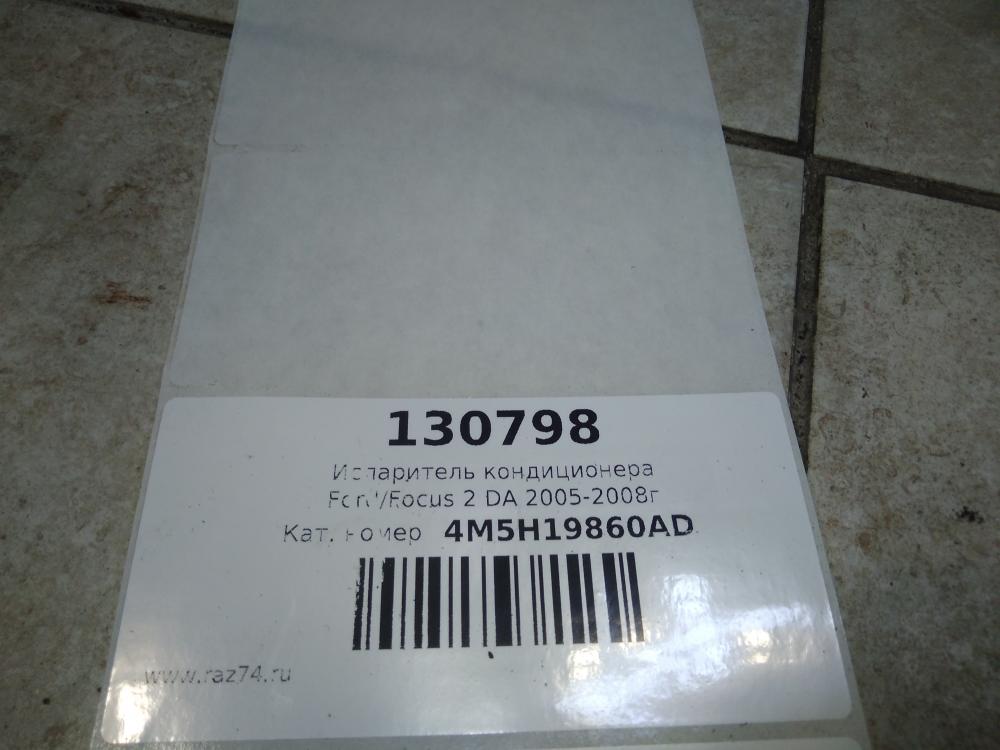 130798
Испаритель кондиционера
Ford/Focus 2 DA 2005-2008г
Кат. номер 4M5H19860AD
www.raz74.ru